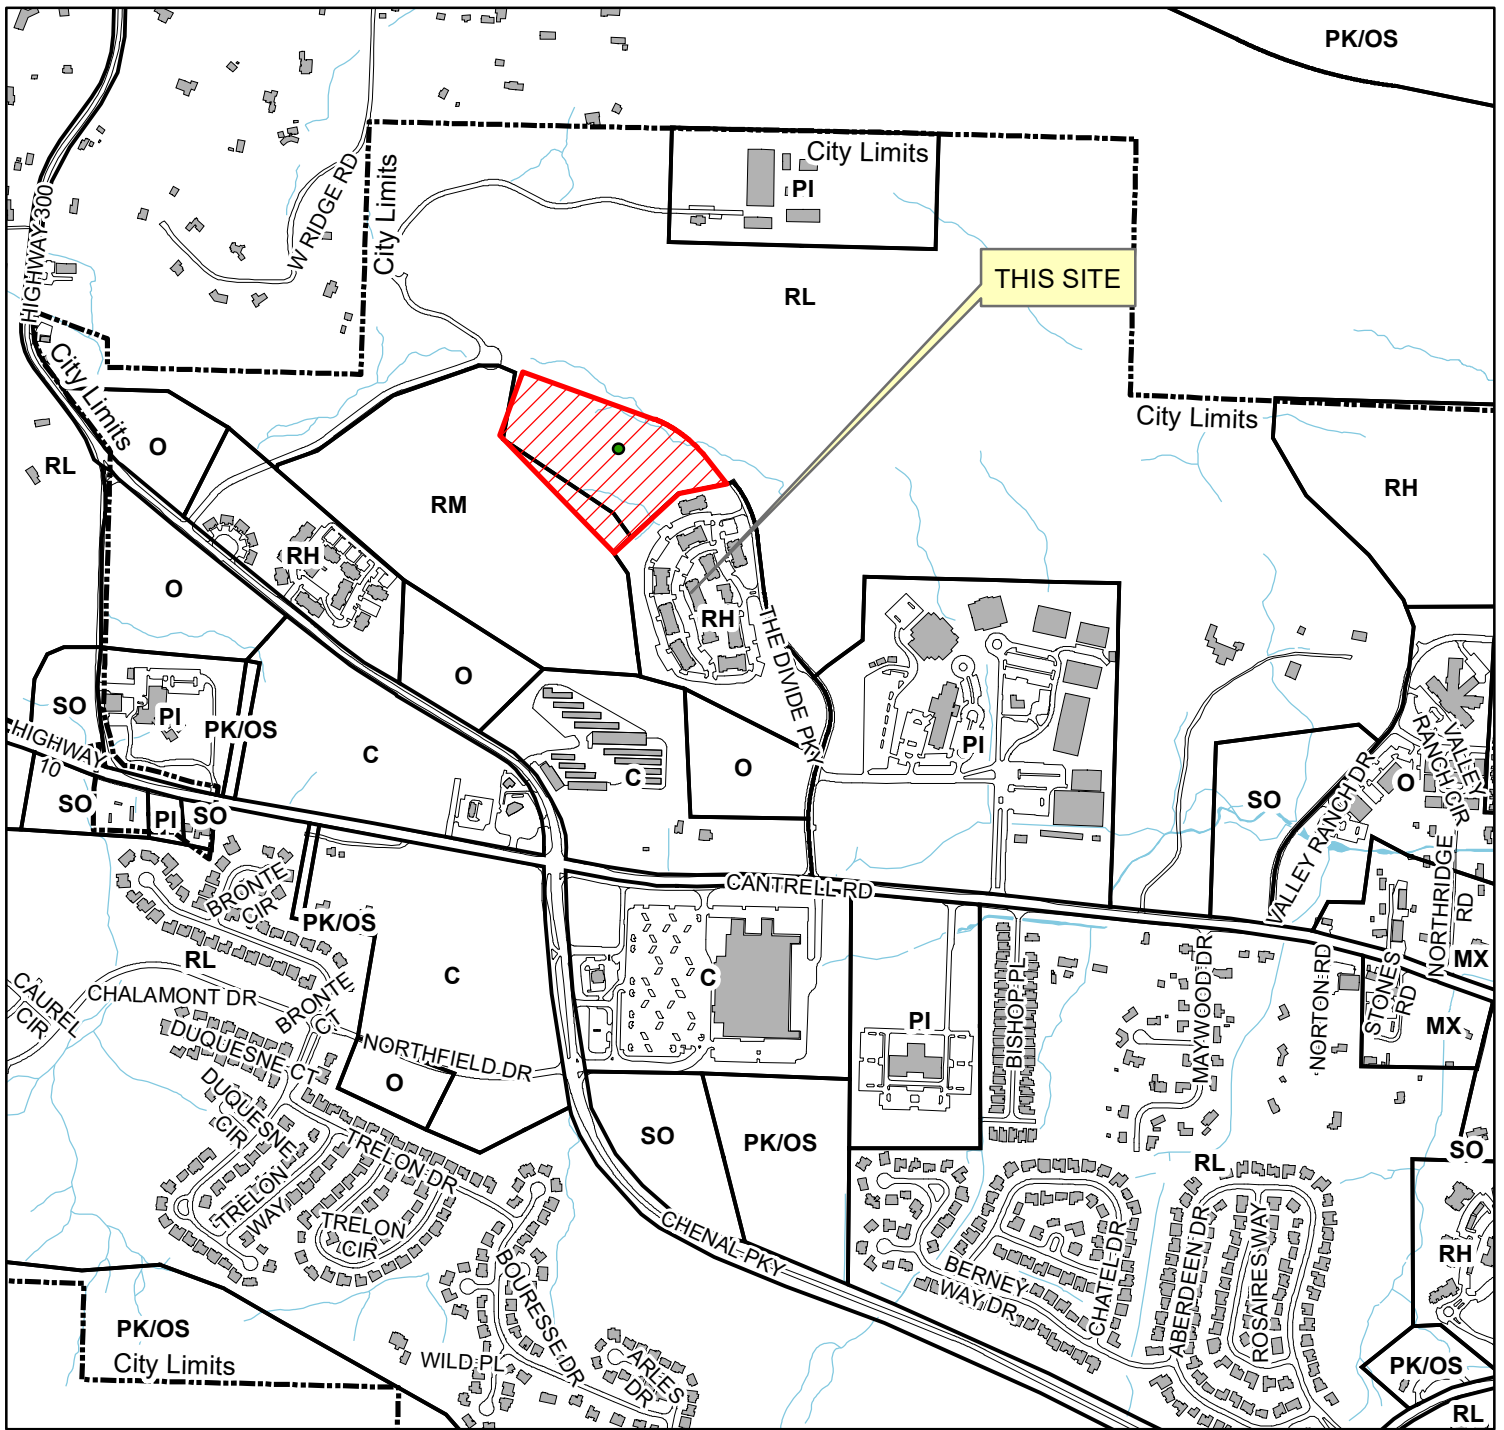 PK/OS
City Limits
PI
W RIDGE RD
City Limits
HIGHWAY 300
THIS SITE
RL
City Limits
City Limits
O
RL
RM
RH
RH
O
RH
THE DIVIDE PKY
O
SO
PI
PK/OS
HIGHWAY
10
C
C
O
PI
SO
O
VALLEY
RANCH CIR
VALLEY RANCH DR
SO
PI
SO
CANTRELL RD
NORTHRIDGE
RD
BRONTE
CIR
PK/OS
RL
C
C
PI
BISHOP PL
MAYWOOD DR
NORTON RD
STONES
RD
MX
MX
CAUREL
CIR
CHALAMONT DR
BRONTE
CT
DUQUESNE CT
NORTHFIELD DR
O
DUQUESNE
CIR
TRELON DR
TRELON
WAY
TRELON
CIR
SO
PK/OS
RL
SO
CHENAL PKY
BOURESSE DR
BERNEY
WAY DR
CHATEL DR
ABERDEEN DR
ROSAIRES WAY
RH
PK/OS
City Limits
WILD PL
ARLES
DR
PK/OS
RL